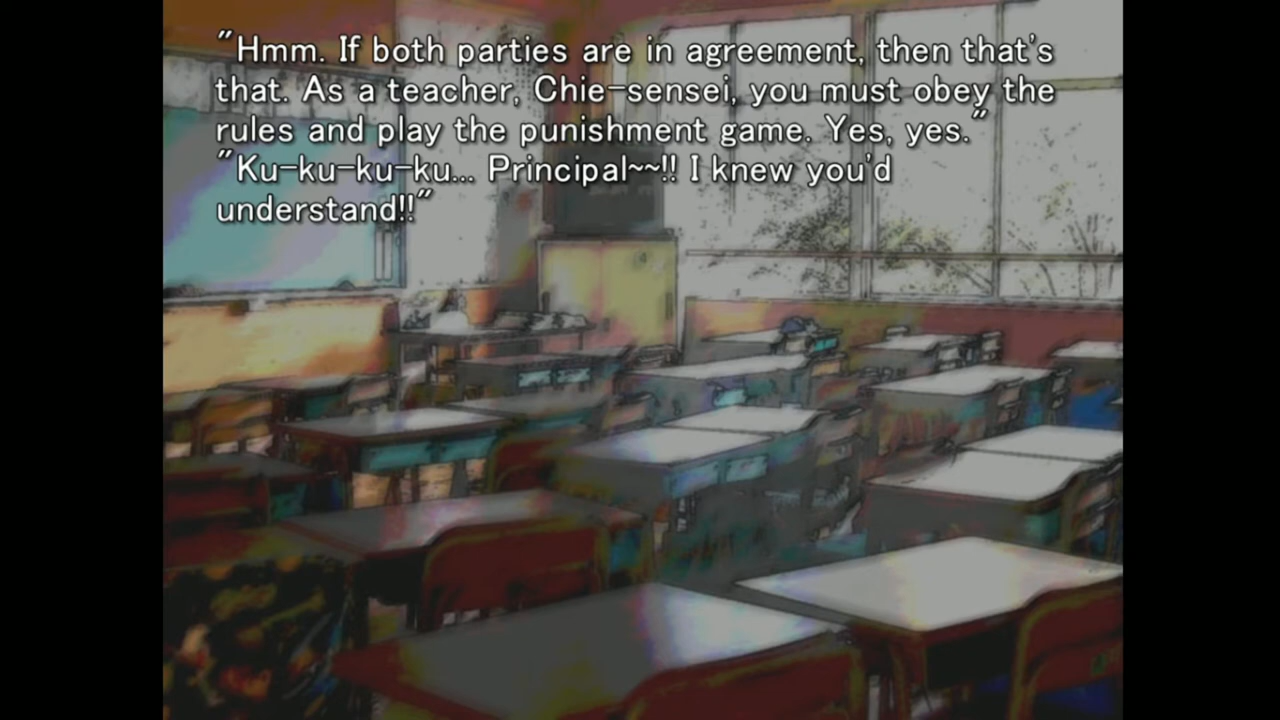 "Hmm. If both parties are in agreement, then that's
that. As a teacher, Chie-sensei, you must obey the
rules and play the punishment game. Yes, yes."
"Ku-ku-ku-ku... Principal~~!! I knew you'd
understand!!"